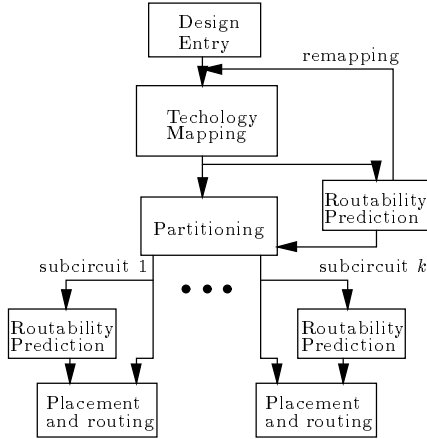 Design
Entry
remapping
Techology
Mapping
Routability
Prediction
Partitioning
subcircuit 1
subcircuit k
Routability
Prediction
Routability
Prediction
Placement
and routing
Placement
and routing